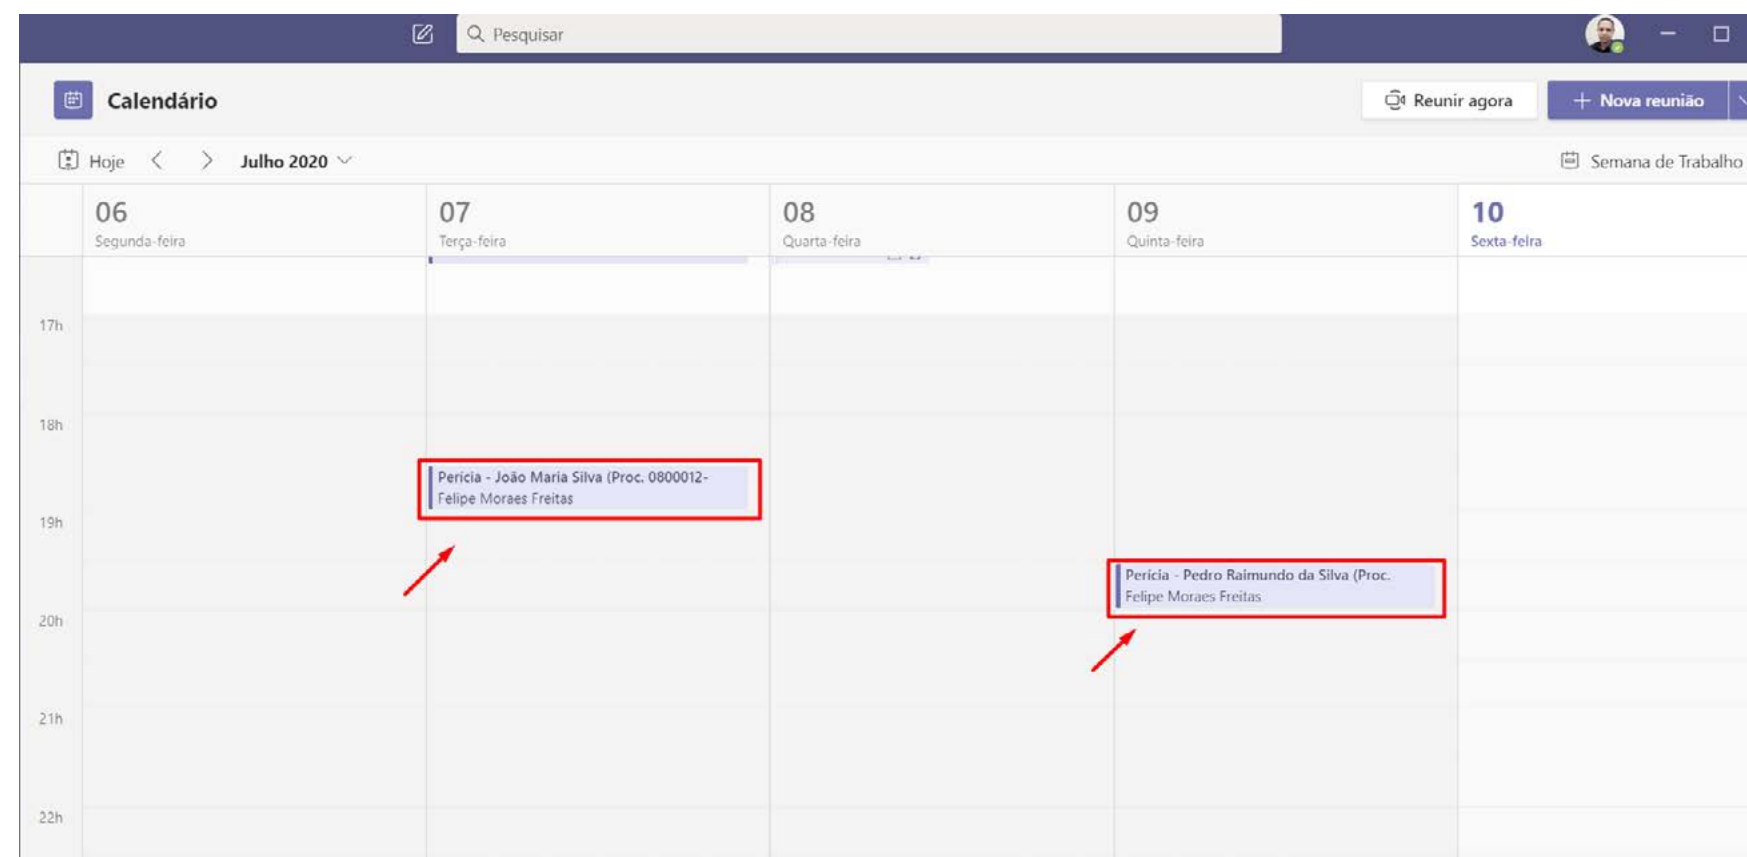 Pesquisar
Calendário
Reunir agora
+ Nova reunião
Hoje
Julho 2020
Semana de Trabalho
06
Segunda-feira
07
Terça-feira
08
Quarta-feira
09
Quinta-feira
10
Sexta-feira
17h
18h
Perícia - João Maria Silva (Proc. 0800012-
Felipe Moraes Freitas
19h
Perícia - Pedro Raimundo da Silva (Proc.
Felipe Moraes Freitas
20h
21h
22h